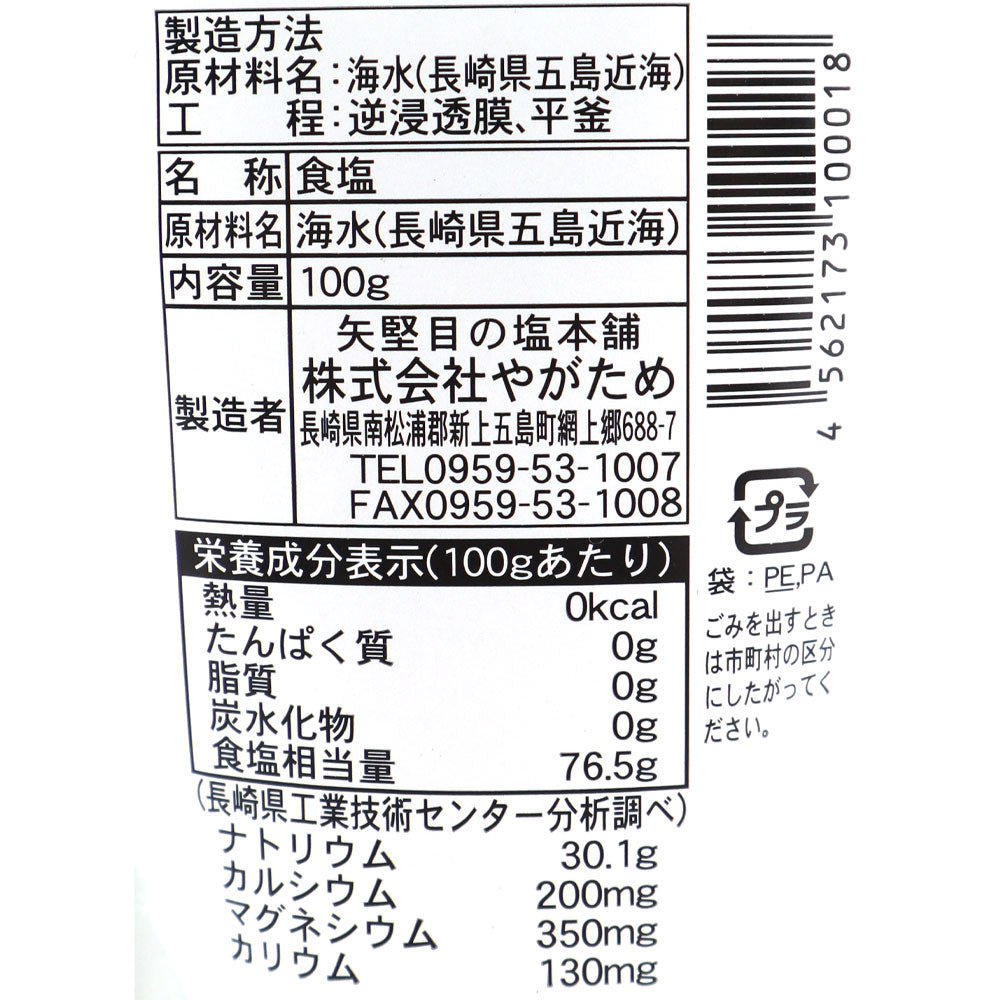 製造方法
原材料名:海水(長崎県五島近海)
工 程:逆浸透膜、平釜
名 称 食塩
原材料名 海水(長崎県五島近海)
内容量 100g
製造者
矢堅目の塩本舗
株式会社やがため
長崎県南松浦郡新上五島町網上郷688-7
TEL0959-53-1007
FAX0959-53-1008
栄養成分表示(100gあたり)
熱量 0kcal
たんぱく質 0g
脂質 0g
炭水化物 0g
食塩相当量 76.5g
(長崎県工業技術センター分析調べ)
ナトリウム 30.1g
カルシウム 200mg
マグネシウム 350mg
カリウム 130mg
4 562173 100018
プラ
袋:PE,PA
ごみを出すとき
は市町村の区分
にしたがってく
ださい。